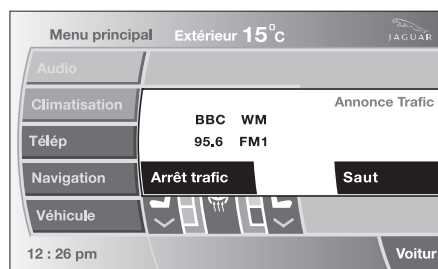 Menu principal Extérieur 15°c JAGUAR
Audio
Climatisation
Annonce Trafic
BBC WM
Télép
95.6 FM1
Navigation
Arrêt trafic
Saut
Véhicule
12 : 26 pm
Voitur